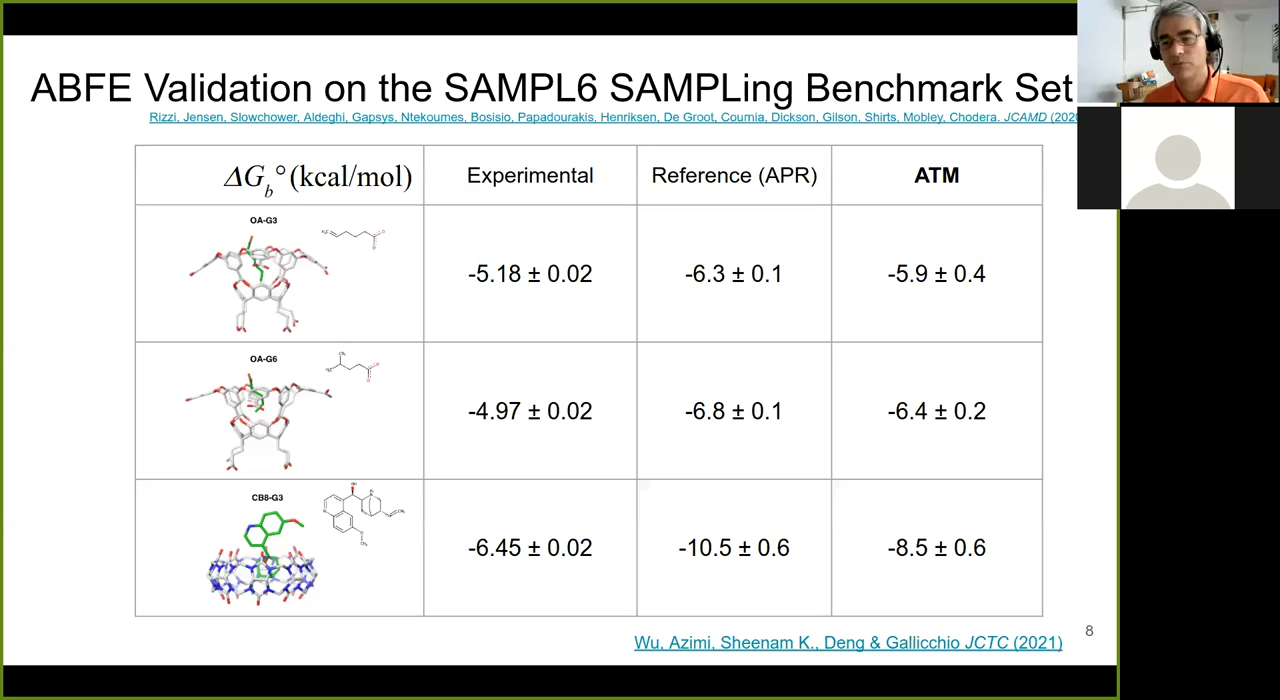 ABFE Validation on the SAMPL6 SAMPLing Benchmark Set
Rizzi, Jensen, Slowchower, Aldeghi, Gapsys, Ntekoumes, Bosisio, Papadourakis, Henriksen, De Groot, Cournia, Dickson, Gilson, Shirts, Mobley, Chodera. JCAMD (202
ΔGb° (kcal/mol) Experimental Reference (APR) ATM
OA-G3
-5.18 ± 0.02 -6.3 ± 0.1 -5.9 ± 0.4
OA-G6
-4.97 ± 0.02 -6.8 ± 0.1 -6.4 ± 0.2
CB8-G3
-6.45 ± 0.02 -10.5 ± 0.6 -8.5 ± 0.6
8
Wu, Azimi, Sheenam K., Deng & Gallicchio JCTC (2021)